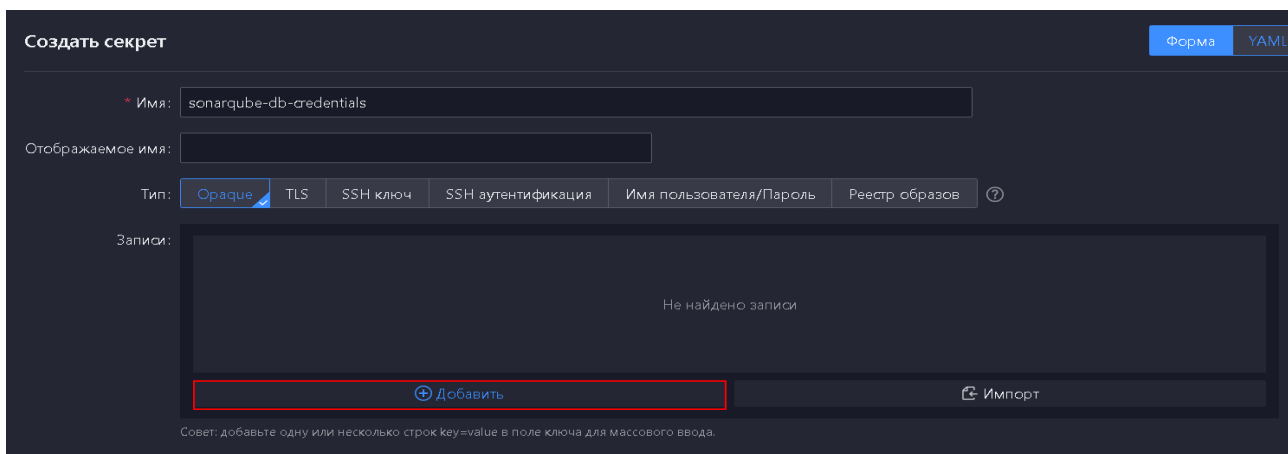 Создать секрет
Форма YAML
* Имя: sonarqube-db-credentials
Отображаемое имя:
Тип: Opaque TLS SSH ключ SSH аутентификация Имя пользователя/Пароль Реестр образов
Записи:
Не найдено записи
Добавить Импорт
Совет: добавьте одну или несколько строк key=value в поле ключа для массового ввода.